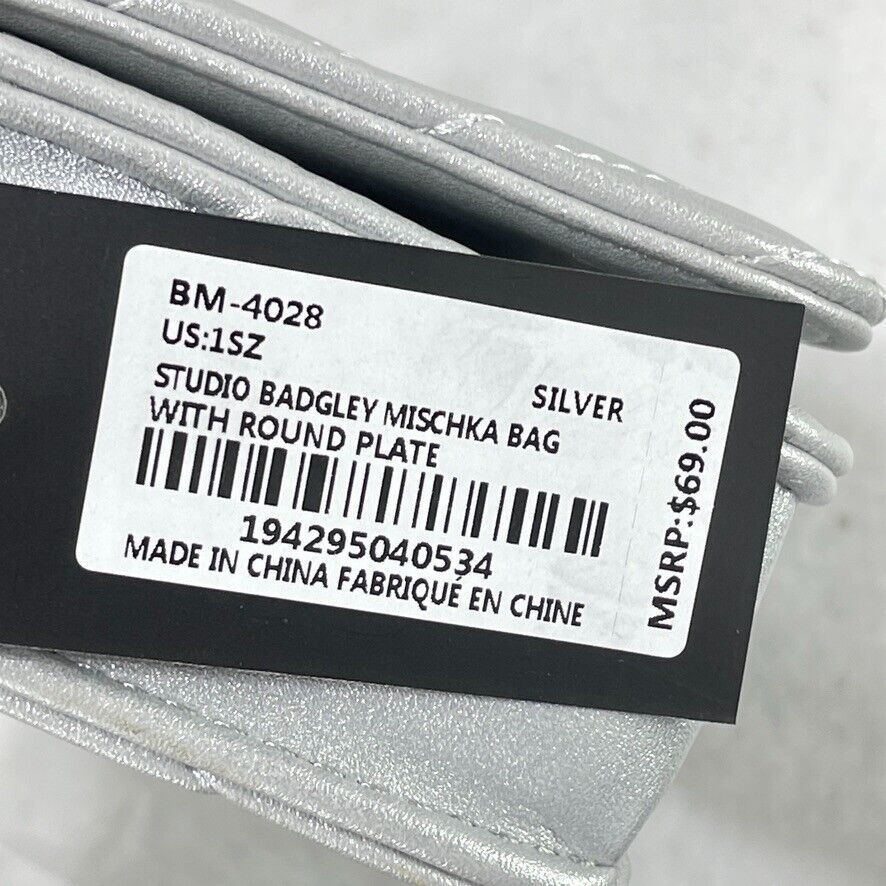 BM-4028
US:1SZ
SILVER
STUDIO BADGLEY MISCHKA BAG
WITH ROUND PLATE
194295040534
MADE IN CHINA FABRIQUÉ EN CHINE
MSRP:$69.00